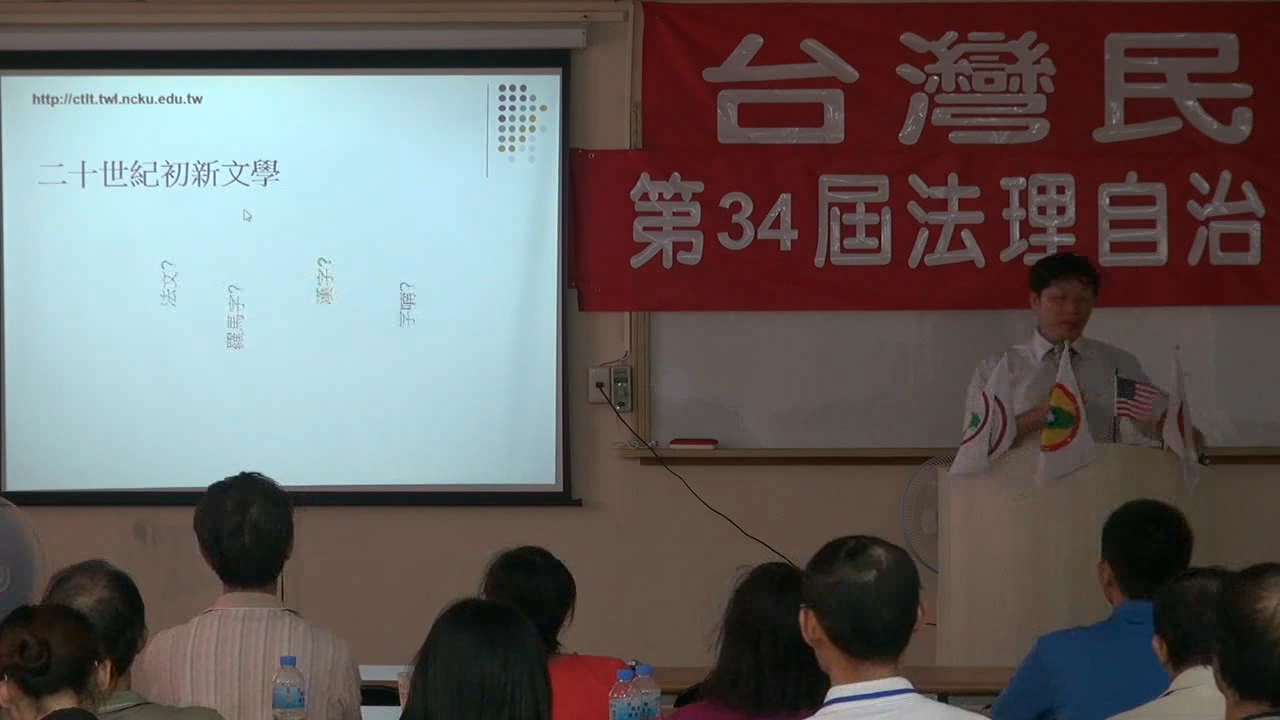 http://ctlt.twl.ncku.edu.tw
二十世紀初新文學
法文?
羅馬字?
漢字?
字喃?
台灣民
第34屆法理自治